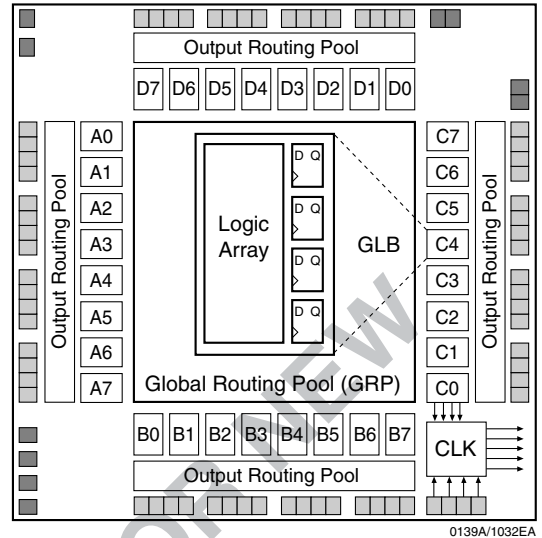 Output Routing Pool
D7 D6 D5 D4 D3 D2 D1 D0
Output Routing Pool
A0
A1
A2
A3
A4
A5
A6
A7
Logic
Array
D Q
D Q
D Q
D Q
GLB
Global Routing Pool (GRP)
C7
C6
C5
C4
C3
C2
C1
C0
Output Routing Pool
B0 B1 B2 B3 B4 B5 B6 B7
Output Routing Pool
CLK
OR NEW
0139A/1032EA